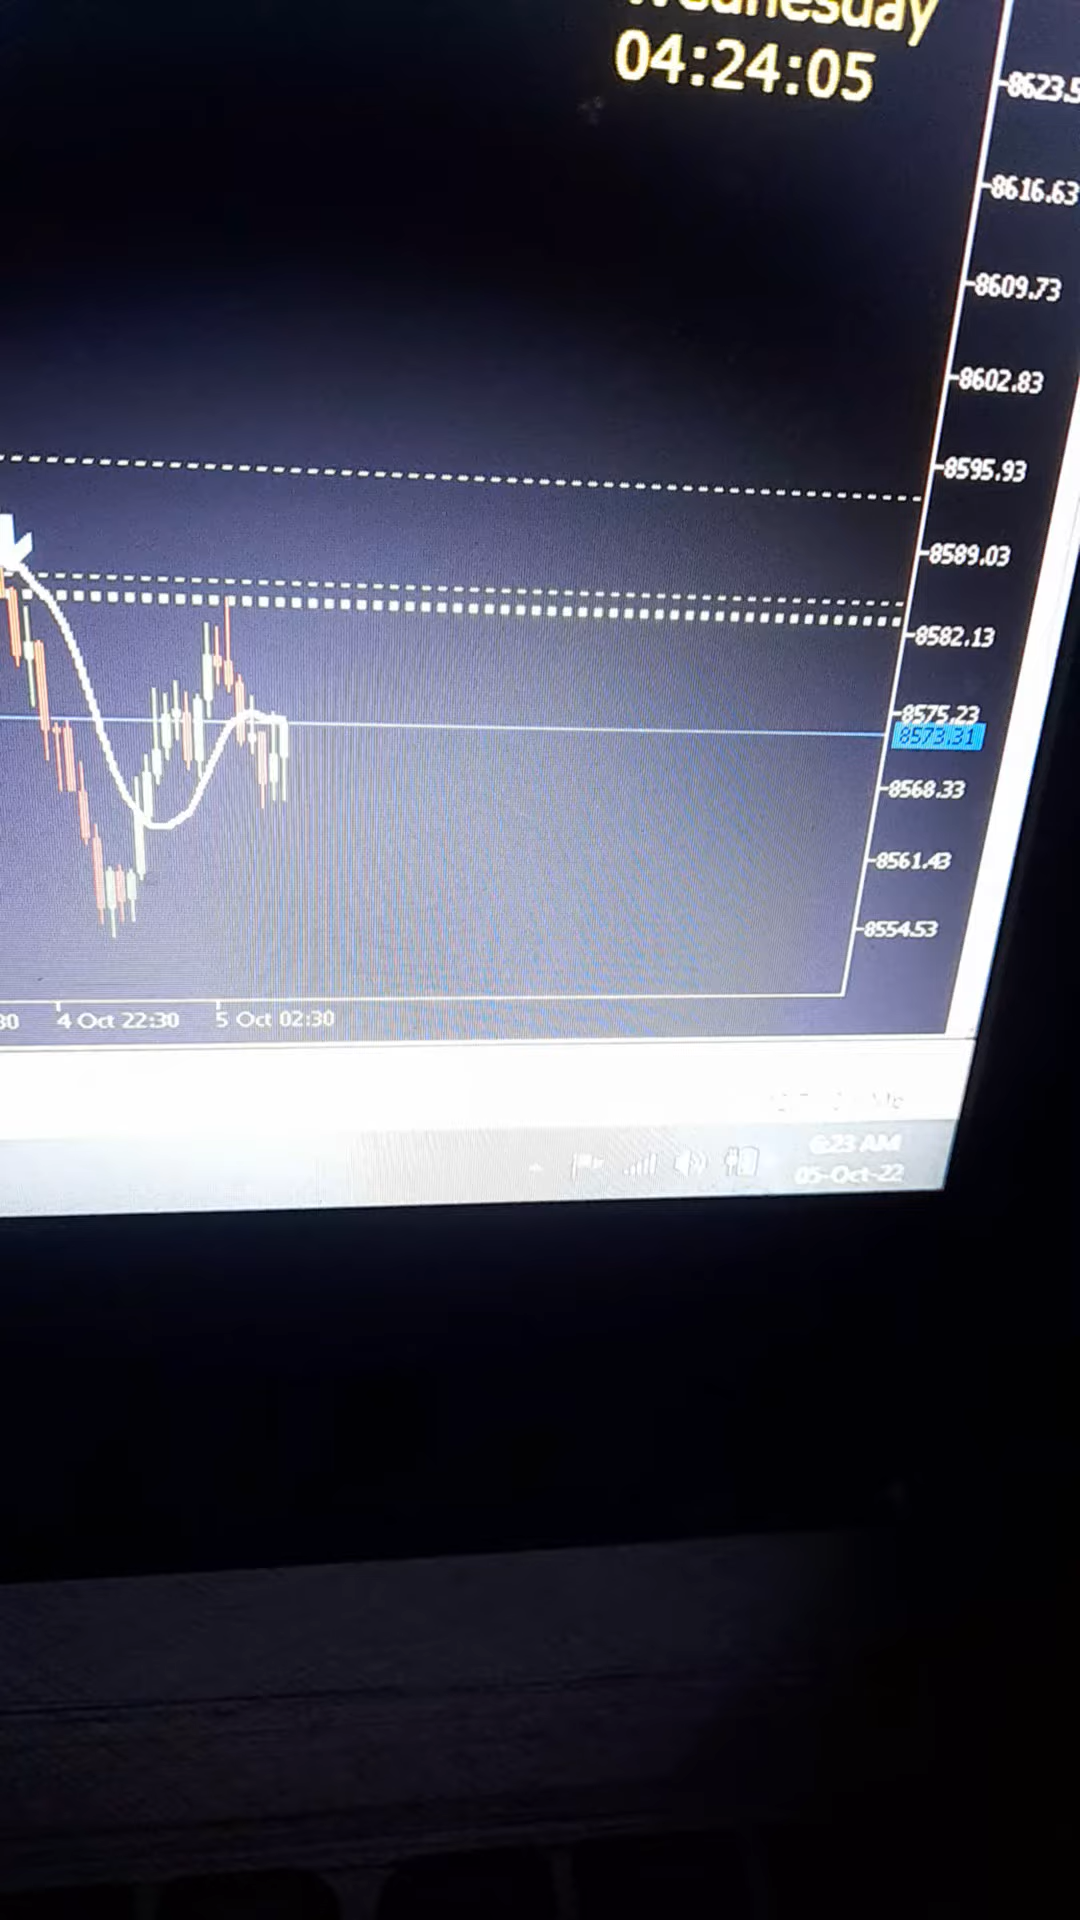 Wednesday
04:24:05
8623.5
8616.63
8609.73
8602.83
8595.93
8589.03
8582.13
8575.23
8573.31
8568.33
8561.43
8554.53
30
4 Oct 22:30
5 Oct 02:30
6:23 AM
05-Oct-22